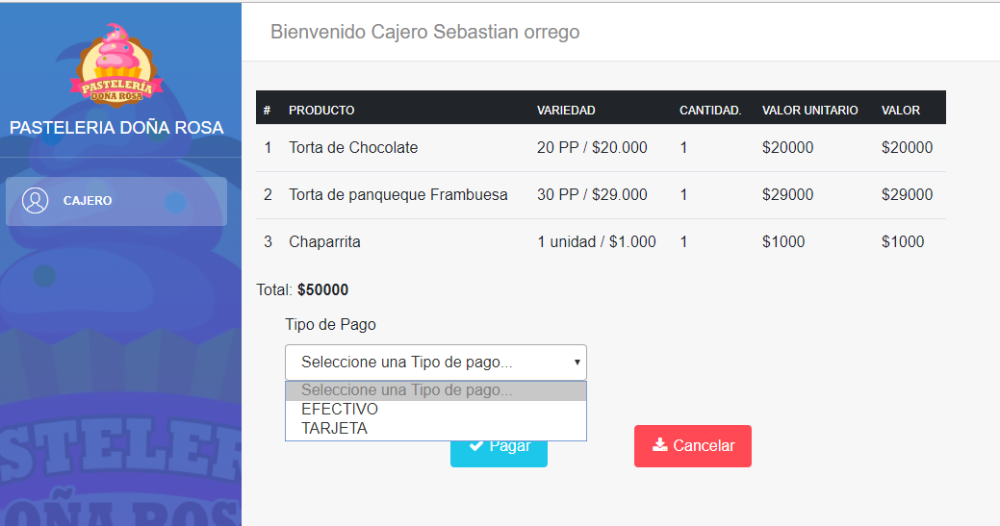 Bienvenido Cajero Sebastian orrego
PASTELERÍA
DOÑA ROSA
PASTELERIA DOÑA ROSA
CAJERO
# PRODUCTO VARIEDAD CANTIDAD. VALOR UNITARIO VALOR
1 Torta de Chocolate 20 PP / $20.000 1 $20000 $20000
2 Torta de panqueque Frambuesa 30 PP / $29.000 1 $29000 $29000
3 Chaparrita 1 unidad / $1.000 1 $1000 $1000
Total: $50000
Tipo de Pago
Seleccione una Tipo de pago...
Seleccione una Tipo de pago...
EFECTIVO
TARJETA
Pagar Cancelar
STELER
OÑA ROS